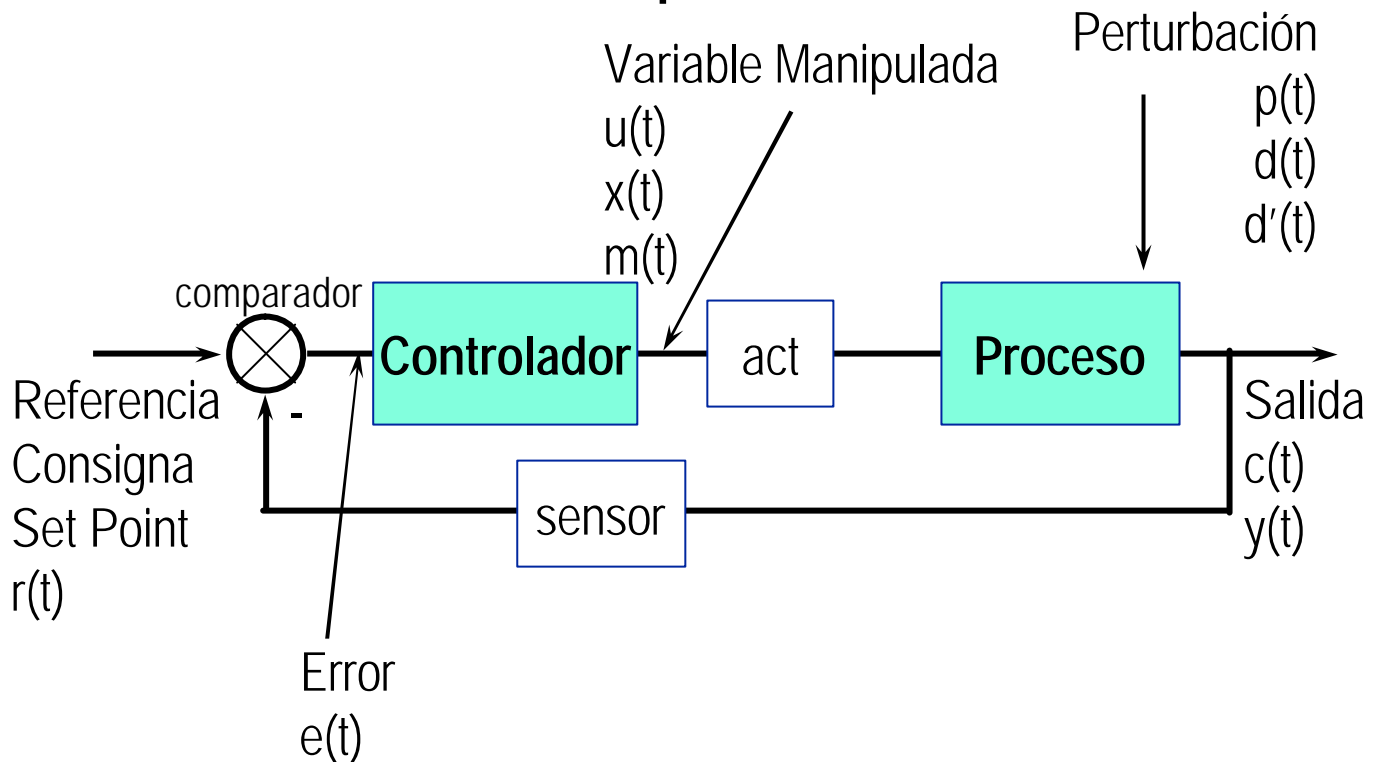 Variable Manipulada
u(t)
x(t)
m(t)
Perturbación
p(t)
d(t)
d'(t)
comparador
Controlador
act
Proceso
Referencia
Consigna
Set Point
r(t)
-
sensor
Salida
c(t)
y(t)
Error
e(t)